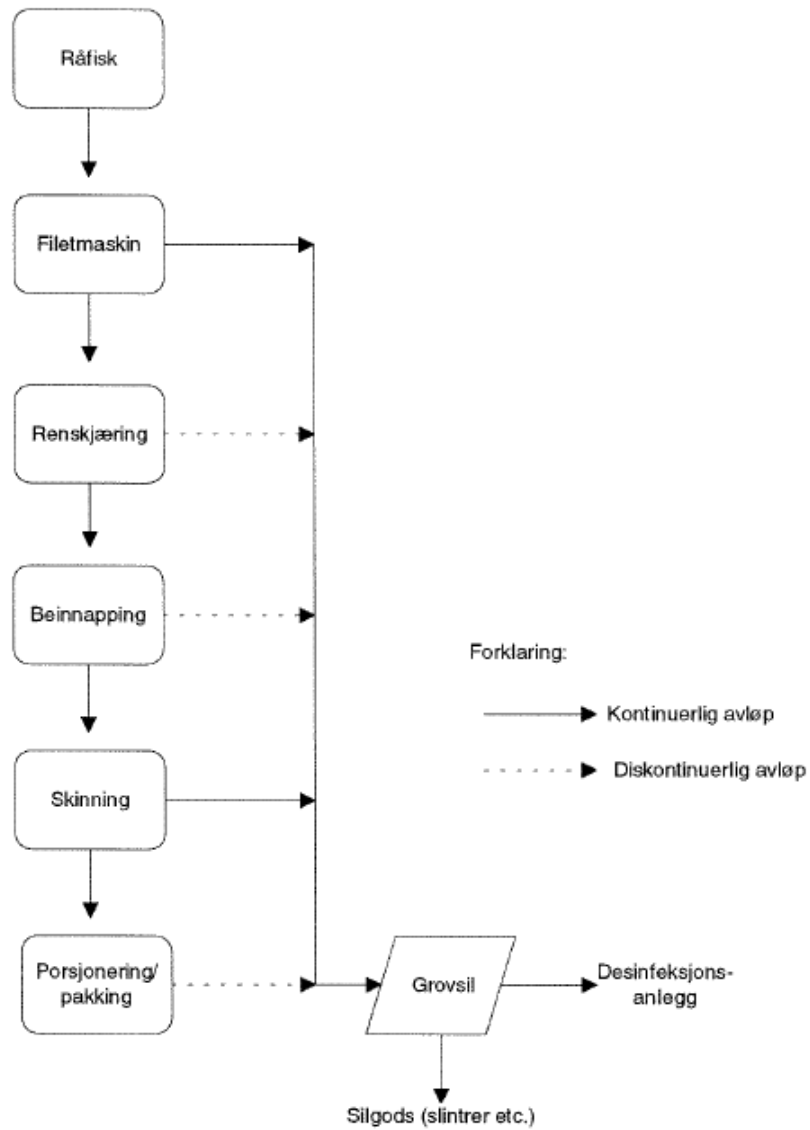 Råfisk
Filetmaskin
Renskjæring
Beinnapping
Forklaring:
Kontinuerlig avløp
Diskontinuerlig avløp
Skinning
Porsjonering/
pakking
Grovsil
Desinfeksjons-
anlegg
Silgods (slintrer etc.)